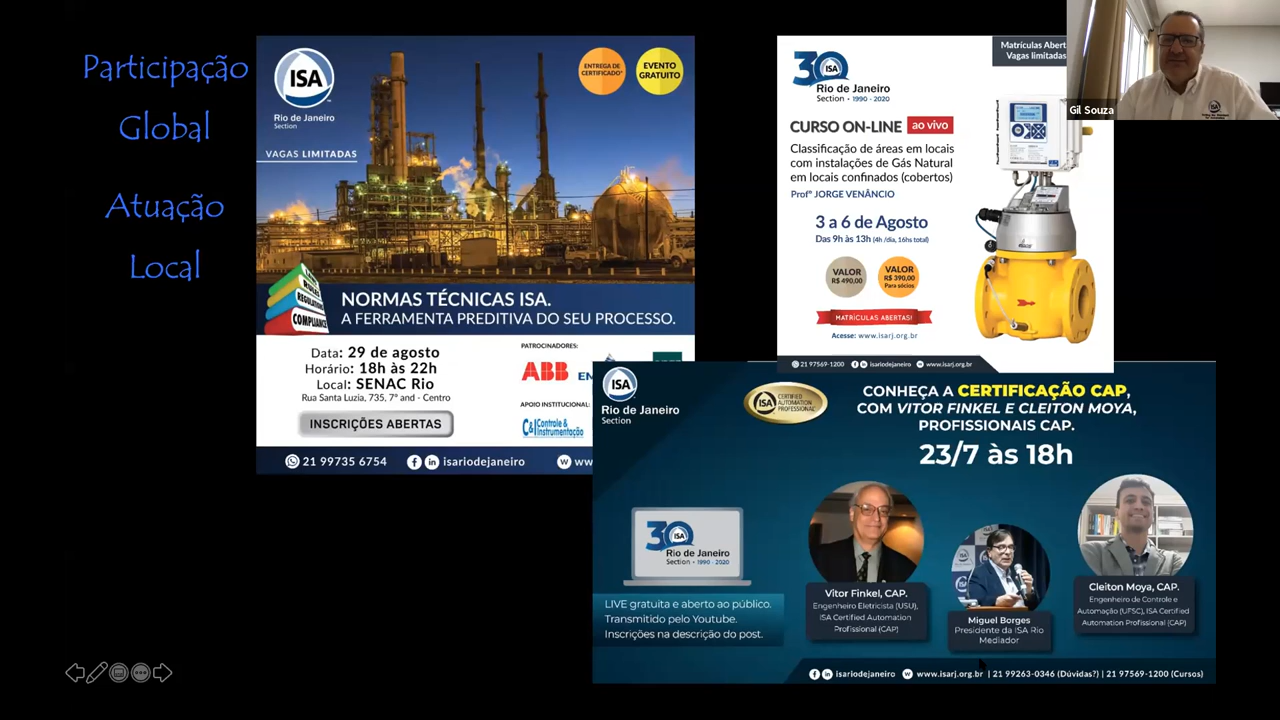 Participação
Global
Atuação
Local
ISA
Rio de Janeiro
Section
VAGAS LIMITADAS
ENTREGA DE
CERTIFICADO*
EVENTO
GRATUITO
COMPLIANCE
NORMAS TÉCNICAS ISA.
A FERRAMENTA PREDITIVA DO SEU PROCESSO.
Data: 29 de agosto
Horário: 18h às 22h
Local: SENAC Rio
Rua Santa Luzia, 735, 7º and - Centro
INSCRIÇÕES ABERTAS
PATROCINADORES:
ABB
APOIO INSTITUCIONAL:
C&I Controle &
Instrumentação
21 99735 6754
isariodejaneiro
30 ISA
Rio de Janeiro
Section • 1990 - 2020
Vagas limitadas
CURSO ON-LINE ao vivo
Classificação de áreas em locais
com instalações de Gás Natural
em locais confinados (cobertos)
Profº JORGE VENÂNCIO
3 a 6 de Agosto
Das 9h às 13h (4h /dia, 16hs total)
VALOR
R$ 490,00
VALOR
R$ 390,00
Para sócios
MATRÍCULAS ABERTAS!
Acesse: www.isarj.org.br
21 97569-1200 isariodejaneiro www.isarj.org.br
Gil Souza
ISA
Rio de Janeiro
Section
ISA CERTIFIED
AUTOMATION
PROFESSIONAL
CONHEÇA A CERTIFICAÇÃO CAP,
COM VITOR FINKEL E CLEITON MOYA,
PROFISSIONAIS CAP.
23/7 às 18h
30 ISA
Rio de Janeiro
Section • 1990 - 2020
LIVE gratuita e aberto ao público.
Transmitido pelo Youtube.
Inscrições na descrição do post.
Vitor Finkel, CAP.
Engenheiro Eletricista (USU),
ISA Certified Automation
Professional (CAP)
Miguel Borges
Presidente da ISA Rio
Mediador
Cleiton Moya, CAP.
Engenheiro de Controle e
Automação (UFSC), ISA Certified
Automation Professional (CAP)
isariodejaneiro www.isarj.org.br | 21 99263-0346 (Dúvidas?) | 21 97569-1200 (Cursos)